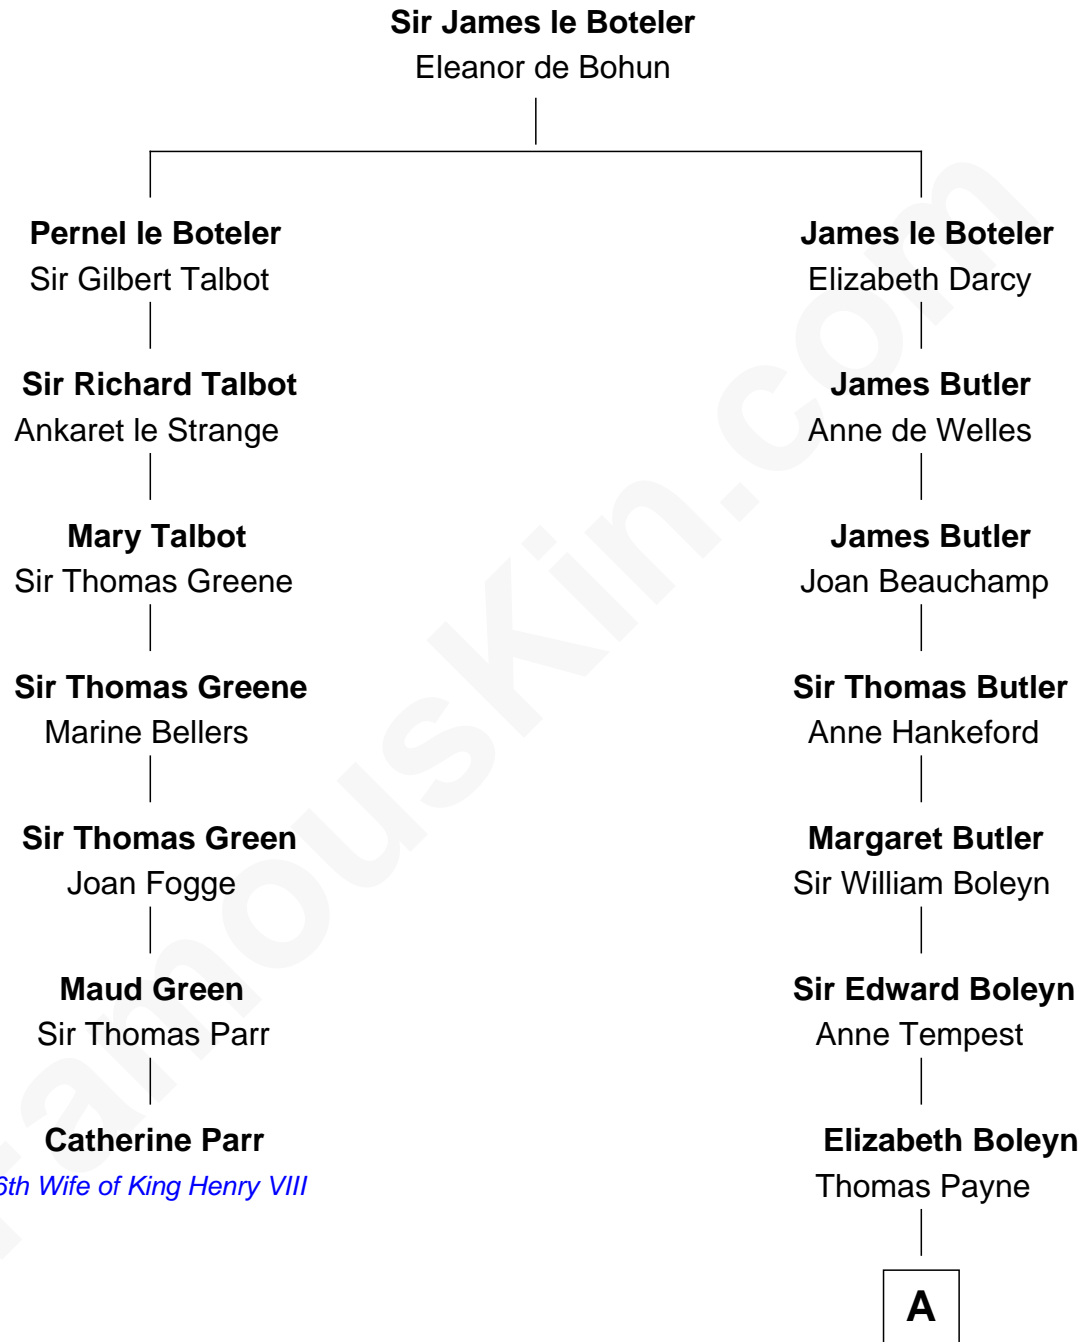 Sir James le Boteler
Eleanor de Bohun
Pernel le Boteler
Sir Gilbert Talbot
James le Boteler
Elizabeth Darcy
Sir Richard Talbot
Ankaret le Strange
James Butler
Anne de Welles
Mary Talbot
Sir Thomas Greene
James Butler
Joan Beauchamp
Sir Thomas Greene
Marine Bellers
Sir Thomas Butler
Anne Hankeford
Sir Thomas Green
Joan Fogge
Margaret Butler
Sir William Boleyn
Maud Green
Sir Thomas Parr
Sir Edward Boleyn
Anne Tempest
Catherine Parr
6th Wife of King Henry VIII
Elizabeth Boleyn
Thomas Payne
A
FamousKin.com